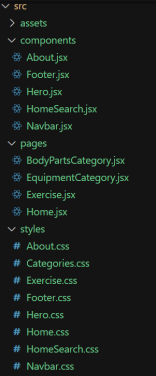 src
assets
components
About.jsx
Footer.jsx
Hero.jsx
HomeSearch.jsx
Navbar.jsx
pages
BodyPartsCategory.jsx
EquipmentCategory.jsx
Exercise.jsx
Home.jsx
styles
# About.css
# Categories.css
# Exercise.css
# Footer.css
# Hero.css
# Home.css
# HomeSearch.css
# Navbar.css